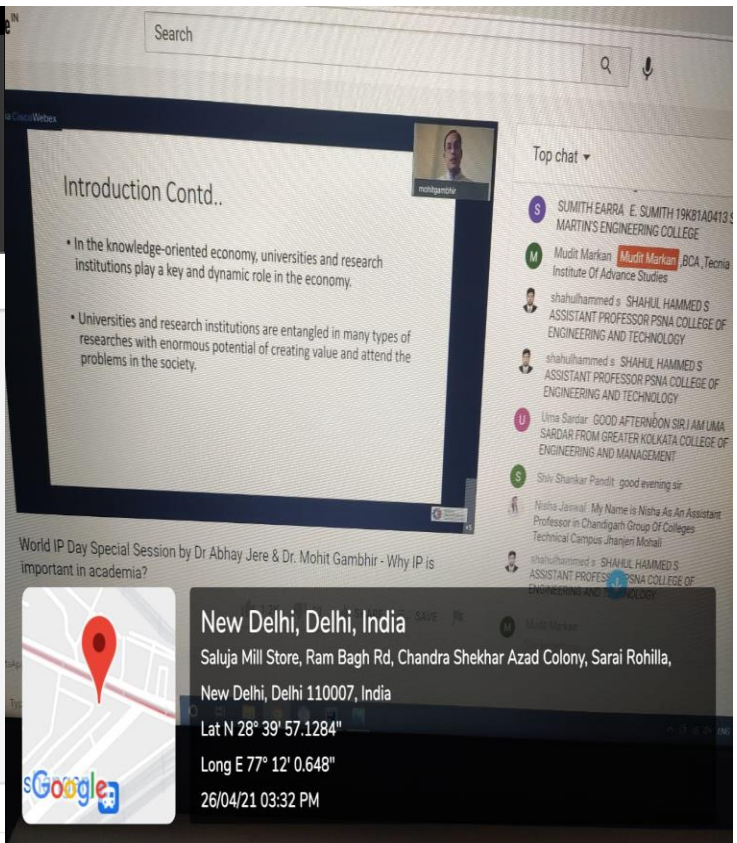 IN
Search
Cisco Webex
mohitgambhir
Introduction Contd..
• In the knowledge-oriented economy, universities and research
institutions play a key and dynamic role in the economy.
• Universities and research institutions are entangled in many types of
researches with enormous potential of creating value and attend the
problems in the society.
World IP Day Special Session by Dr Abhay Jere & Dr. Mohit Gambhir - Why IP is
important in academia?
SAVE
Top chat
S
SUMITH EARRA E. SUMITH 19K81A0413 S
MARTIN'S ENGINEERING COLLEGE
M
Mudit Markan Mudit Markan ,BCA ,Tecnia
Institute Of Advance Studies
shahulhammed s SHAHUL HAMMED S
ASSISTANT PROFESSOR PSNA COLLEGE OF
ENGINEERING AND TECHNOLOGY
shahulhammed s SHAHUL HAMMED S
ASSISTANT PROFESSOR PSNA COLLEGE OF
ENGINEERING AND TECHNOLOGY
U
Uma Sardar GOOD AFTERNOON SIR.I AM UMA
SARDAR FROM GREATER KOLKATA COLLEGE OF
ENGINEERING AND MANAGEMENT
S
Shiv Shankar Pandit good evening sir
Nisha Jaswal My Name is Nisha As An Assistant
Professor in Chandigarh Group Of Colleges
Technical Campus Jhanjeri Mohali
shahulhammed s SHAHUL HAMMED S
ASSISTANT PROFES PSNA COLLEGE OF
ENGINEERING AND
M
Mudit Markan
ENG
Google
New Delhi, Delhi, India
Saluja Mill Store, Ram Bagh Rd, Chandra Shekhar Azad Colony, Sarai Rohilla,
New Delhi, Delhi 110007, India
Lat N 28° 39' 57.1284"
Long E 77° 12' 0.648"
26/04/21 03:32 PM